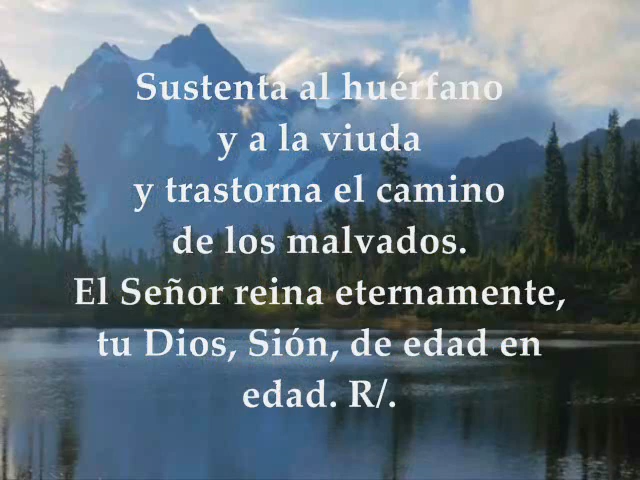 Sustenta al huérfano
y a la viuda
y trastorna el camino
de los malvados.
El Señor reina eternamente,
tu Dios, Sión, de edad en
edad. R/.